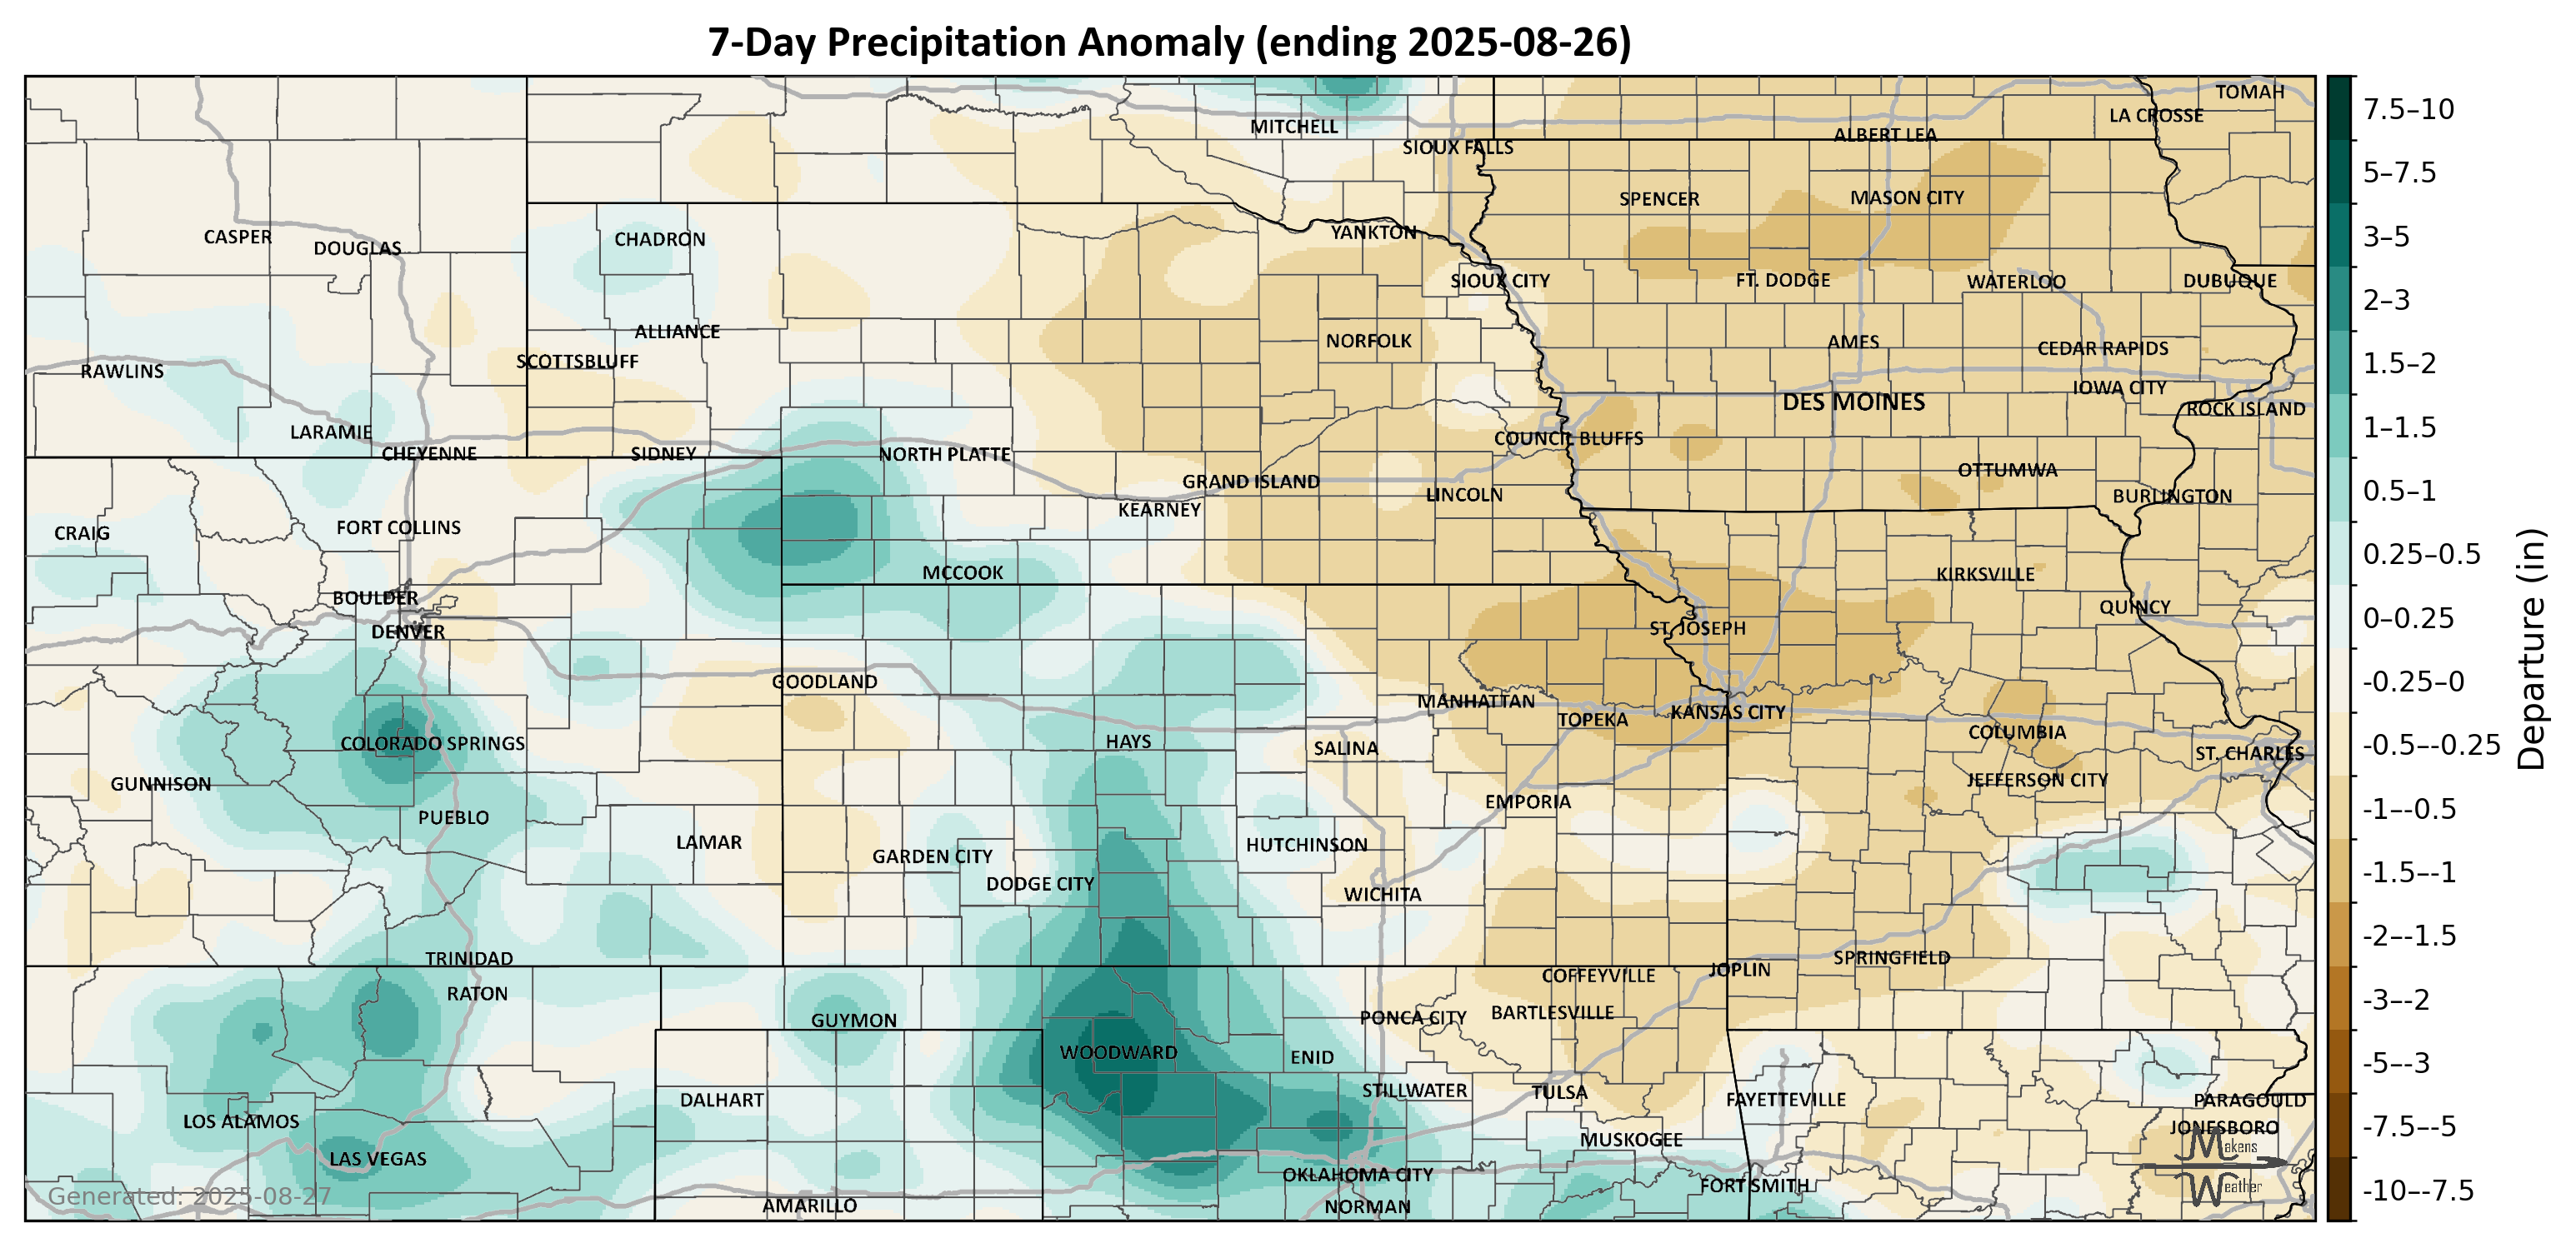 7-Day Precipitation Anomaly (ending 2025-08-26)
TOMAH
LA CROSSE
MITCHELL
ALBERT LEA
SIOUX FALLS
SPENCER
MASON CITY
YANKTON
CASPER
CHADRON
DOUGLAS
SIOUX CITY
FT. DODGE
WATERLOO
DUBUQUE
ALLIANCE
NORFOLK
AMES
CEDAR RAPIDS
SCOTTSBLUFF
RAWLINS
IOWA CITY
DES MOINES
ROCK ISLAND
LARAMIE
COUNCIL BLUFFS
CHEYENNE
SIDNEY
NORTH PLATTE
OTTUMWA
GRAND ISLAND
LINCOLN
BURLINGTON
KEARNEY
CRAIG
FORT COLLINS
MCCOOK
KIRKSVILLE
BOULDER
QUINCY
DENVER
ST. JOSEPH
GOODLAND
MANHATTAN
TOPEKA
KANSAS CITY
COLUMBIA
COLORADO SPRINGS
HAYS
SALINA
ST. CHARLES
GUNNISON
JEFFERSON CITY
EMPORIA
PUEBLO
LAMAR
HUTCHINSON
GARDEN CITY
DODGE CITY
WICHITA
TRINIDAD
SPRINGFIELD
JOPLIN
COFFEYVILLE
RATON
GUYMON
PONCA CITY
BARTLESVILLE
WOODWARD
ENID
STILLWATER
TULSA
DALHART
FAYETTEVILLE
PARAGOULD
LOS ALAMOS
JONESBORO
MUSKOGEE
LAS VEGAS
OKLAHOMA CITY
FORT SMITH
AMARILLO
NORMAN
Makens
Weather
Generated: 2025-08-27
7.5–10
5–7.5
3–5
2–3
1.5–2
1–1.5
0.5–1
0.25–0.5
0–0.25
-0.25–0
-0.5–-0.25
-1–-0.5
-1.5–-1
-2–-1.5
-3–-2
-5–-3
-7.5–-5
-10–-7.5
Departure (in)